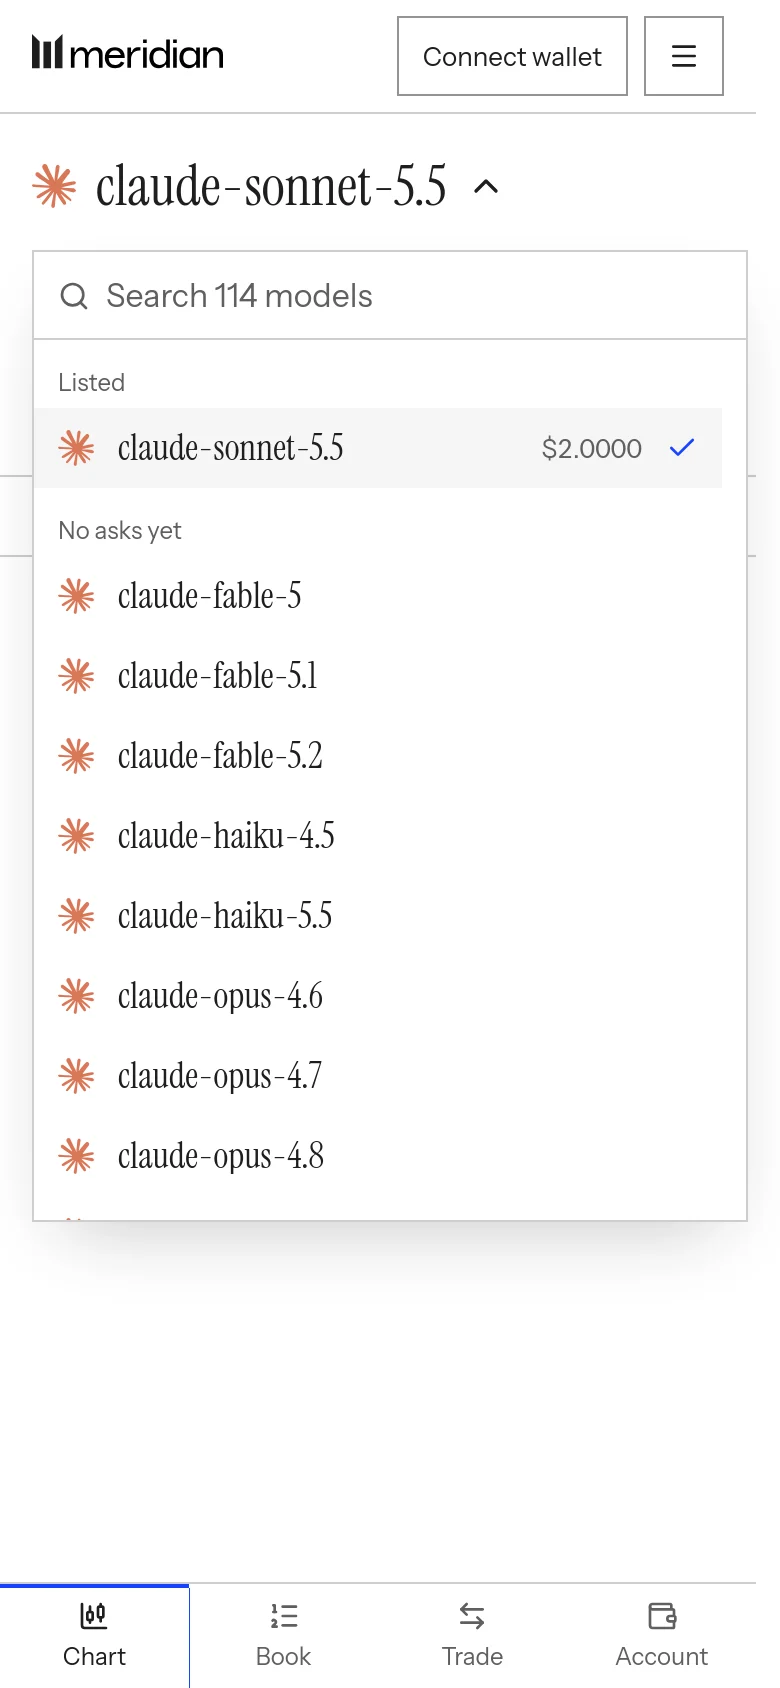 meridian
Connect wallet
claude-sonnet-5.5
Search 114 models
Listed
claude-sonnet-5.5 $2.0000
No asks yet
claude-fable-5
claude-fable-5.1
claude-fable-5.2
claude-haiku-4.5
claude-haiku-5.5
claude-opus-4.6
claude-opus-4.7
claude-opus-4.8
Chart Book Trade Account